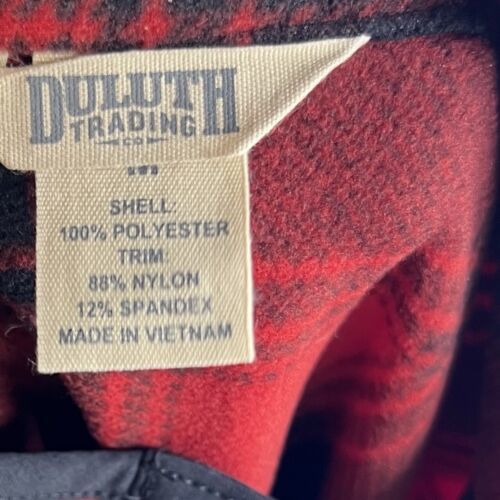 DULUTH
TRADING
CO
M
SHELL:
100% POLYESTER
TRIM:
88% NYLON
12% SPANDEX
MADE IN VIETNAM